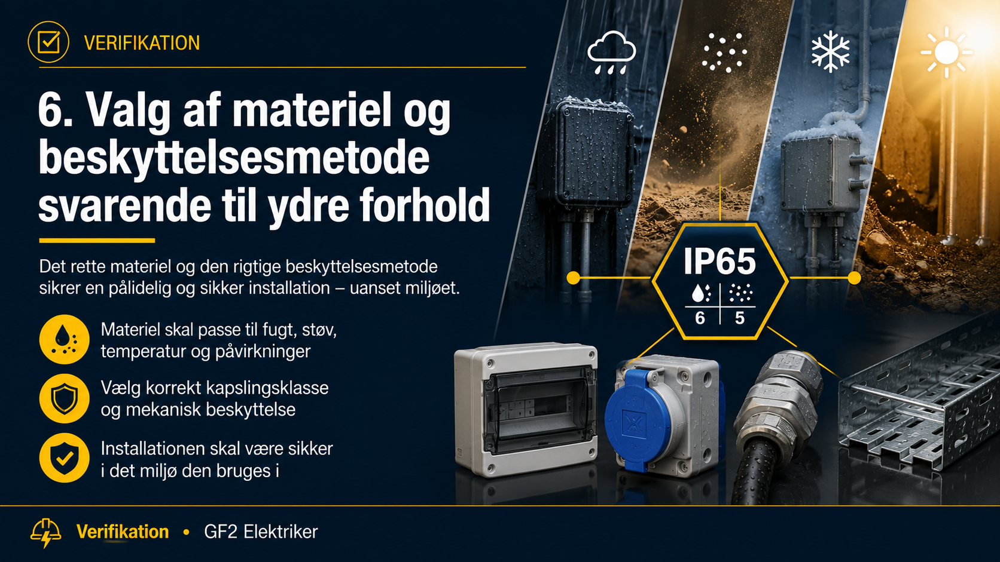 VERIFIKATION
6. Valg af materiel og
beskyttelsesmetode
svarende til ydre forhold
Det rette materiel og den rigtige beskyttelsesmetode
sikrer en pålidelig og sikker installation – uanset miljøet.
Materiel skal passe til fugt, støv,
temperatur og påvirkninger
Vælg korrekt kapslingsklasse
og mekanisk beskyttelse
Installationen skal være sikker
i det miljø den bruges i
IP65
6 5
Verifikation • GF2 Elektriker